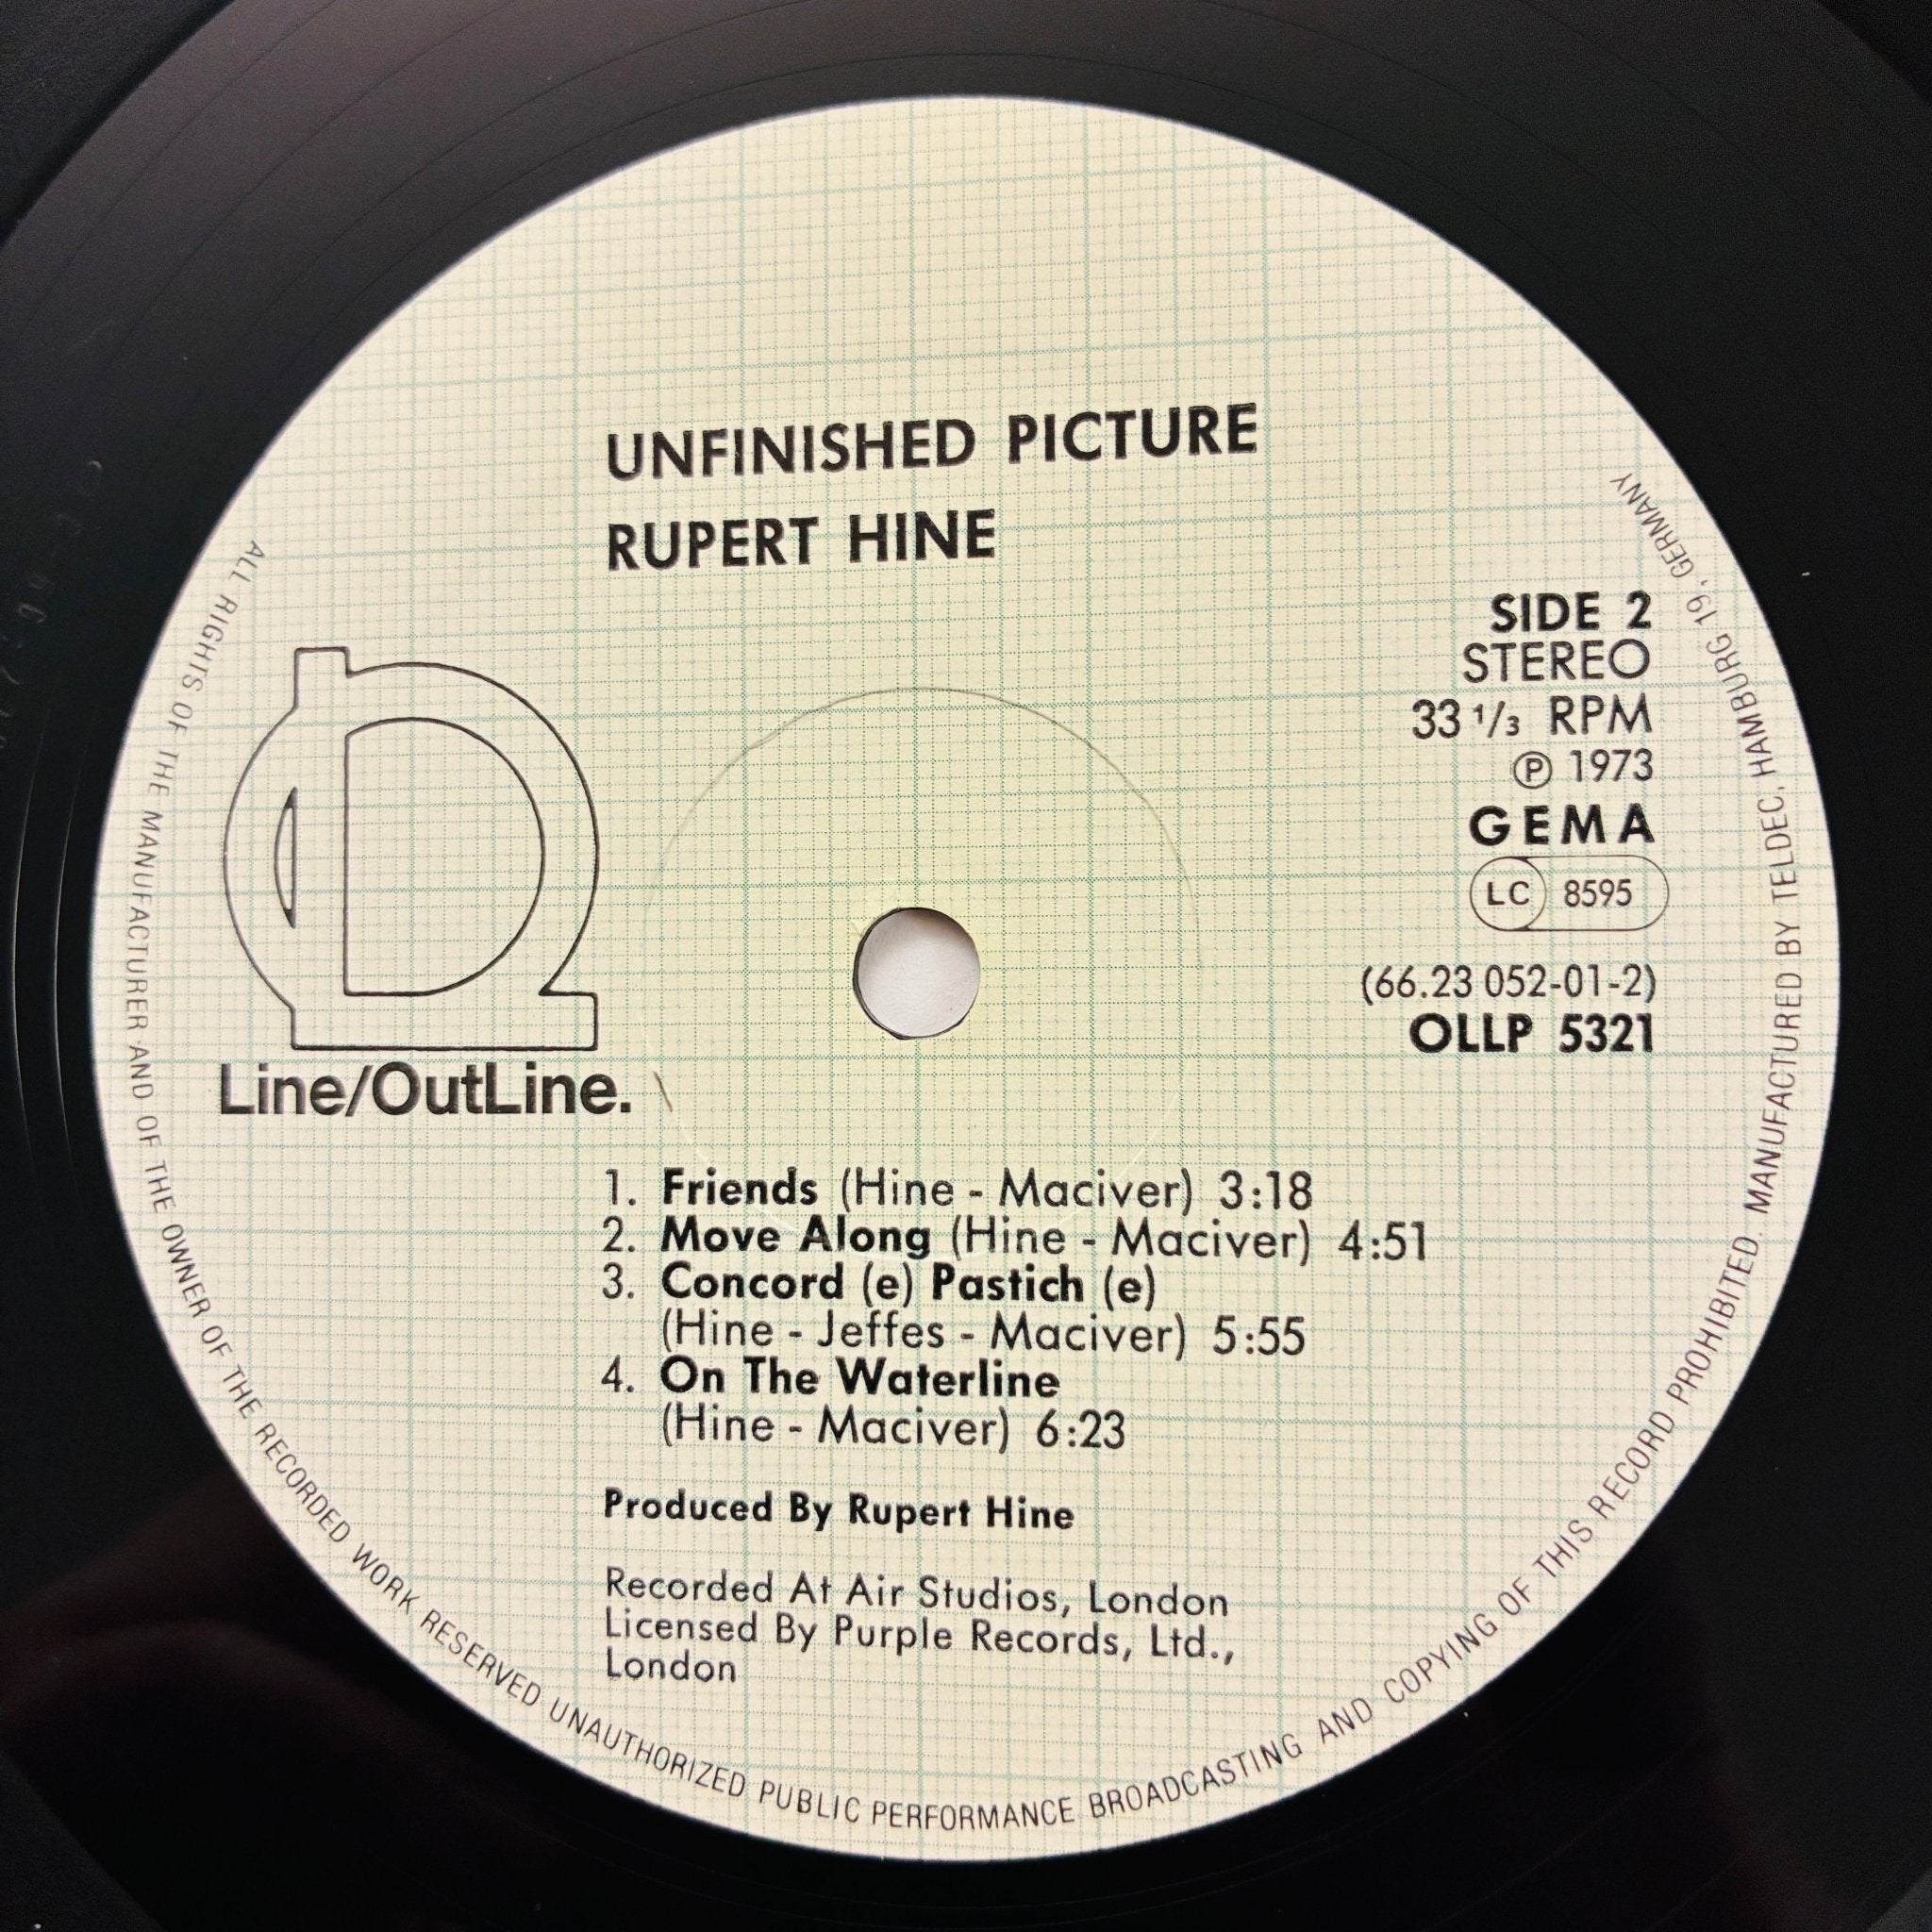 UNFINISHED PICTURE
RUPERT HINE
SIDE 2
STEREO
33 1/3 RPM
℗ 1973
GEMA
LC 8595
(66.23 052-01-2)
OLLP 5321
Line/OutLine.
1. Friends (Hine - Maciver) 3:18
2. Move Along (Hine - Maciver) 4:51
3. Concord (e) Pastich (e)
(Hine - Jeffes - Maciver) 5:55
4. On The Waterline
(Hine - Maciver) 6:23
Produced By Rupert Hine
Recorded At Air Studios, London
Licensed By Purple Records, Ltd.,
London
ALL RIGHTS OF THE MANUFACTURER AND OF THE OWNER OF THE RECORDED WORK RESERVED UNAUTHORIZED PUBLIC PERFORMANCE BROADCASTING AND COPYING OF THIS RECORD PROHIBITED. MANUFACTURED BY TELDEC, HAMBURG 19, GERMANY